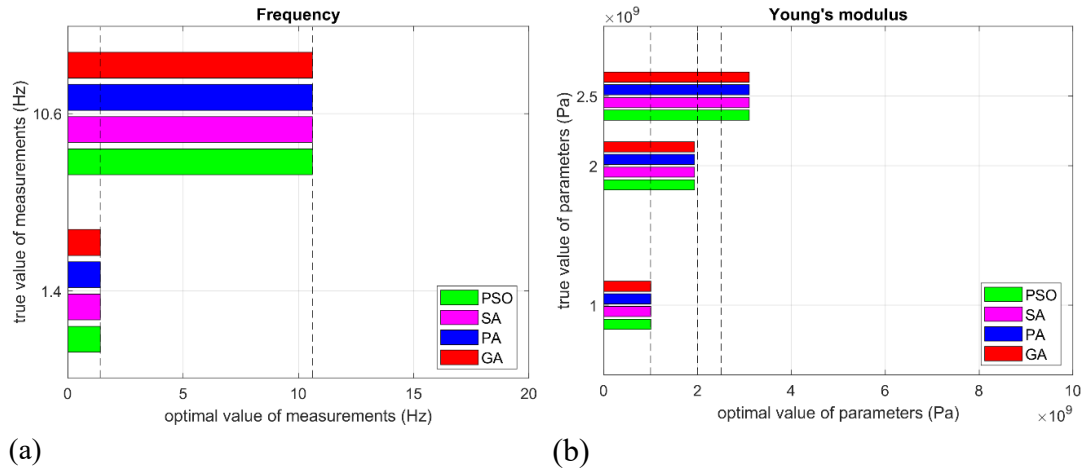 Frequency
true value of measurements (Hz)
10.6
1.4
0 5 10 15 20
optimal value of measurements (Hz)
PSO
SA
PA
GA
(a)
Young's modulus
×10⁹
true value of parameters (Pa)
2.5
2
1
0 2 4 6 8 10
optimal value of parameters (Pa)
×10⁹
PSO
SA
PA
GA
(b)